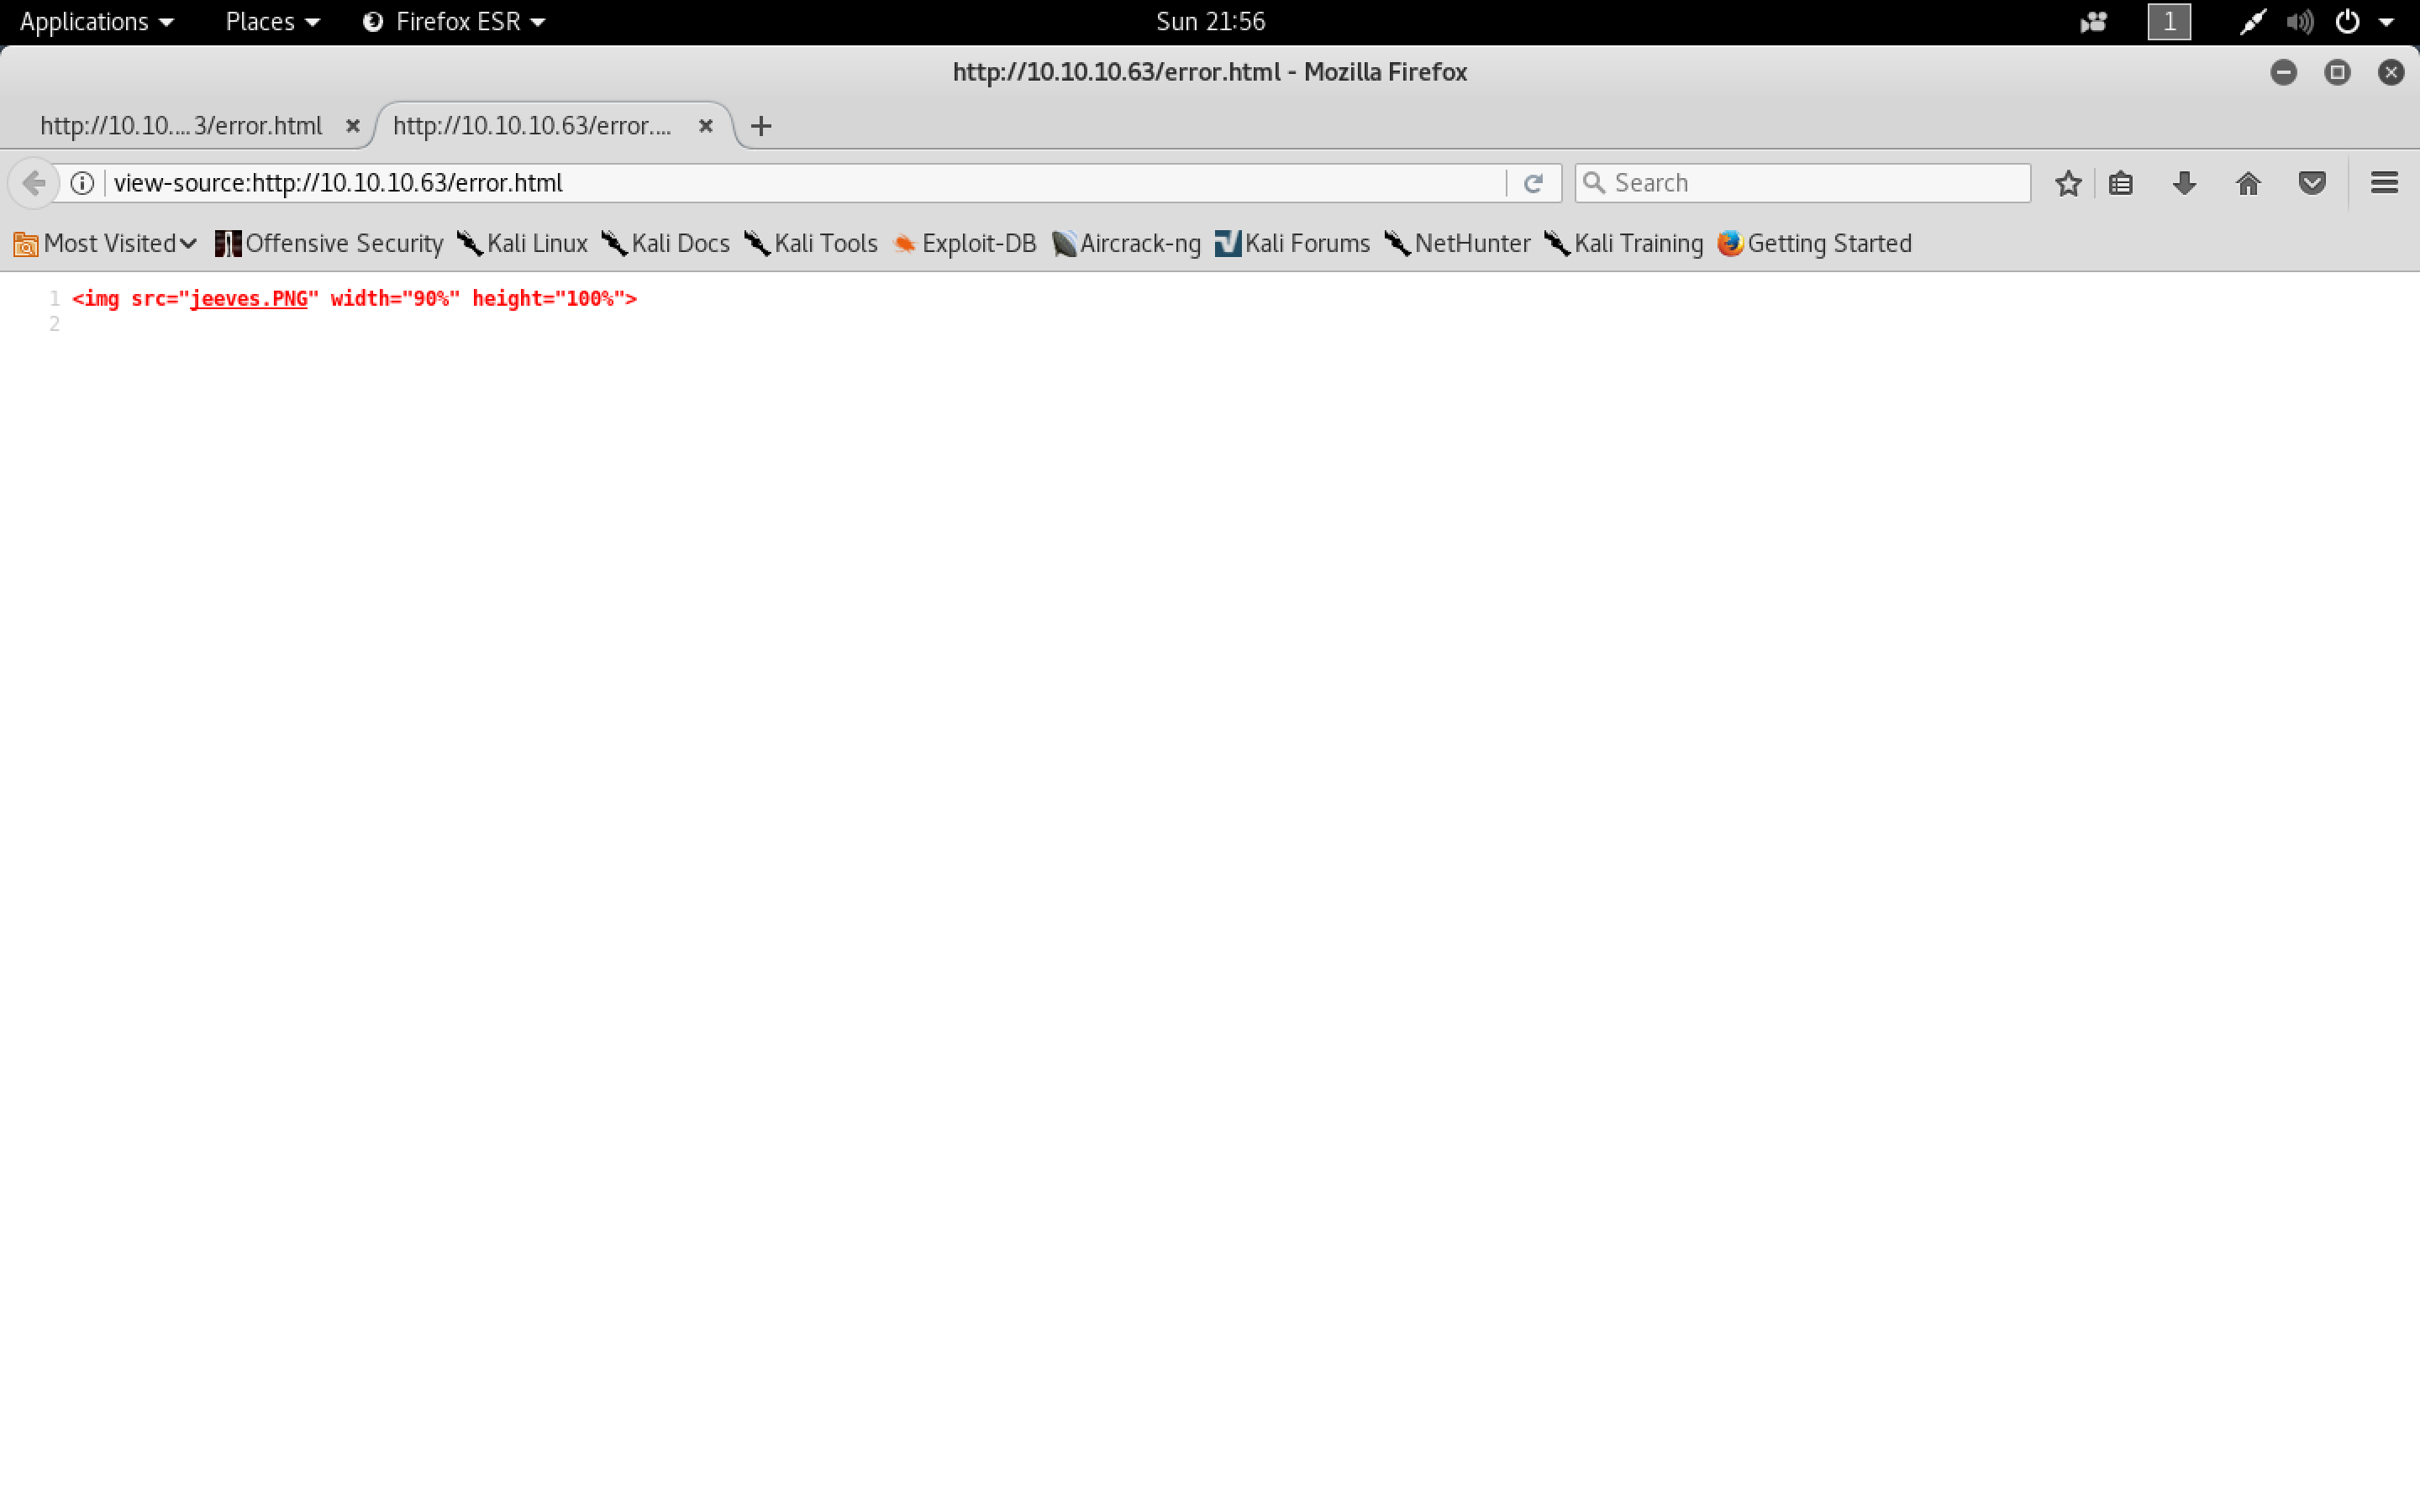 Applications Places Firefox ESR Sun 21:56 1
http://10.10.10.63/error.html - Mozilla Firefox
http://10.10.…3/error.html http://10.10.10.63/error.…
view-source:http://10.10.10.63/error.html Search
Most Visited Offensive Security Kali Linux Kali Docs Kali Tools Exploit-DB Aircrack-ng Kali Forums NetHunter Kali Training Getting Started
1 <img src="jeeves.PNG" width="90%" height="100%">
2